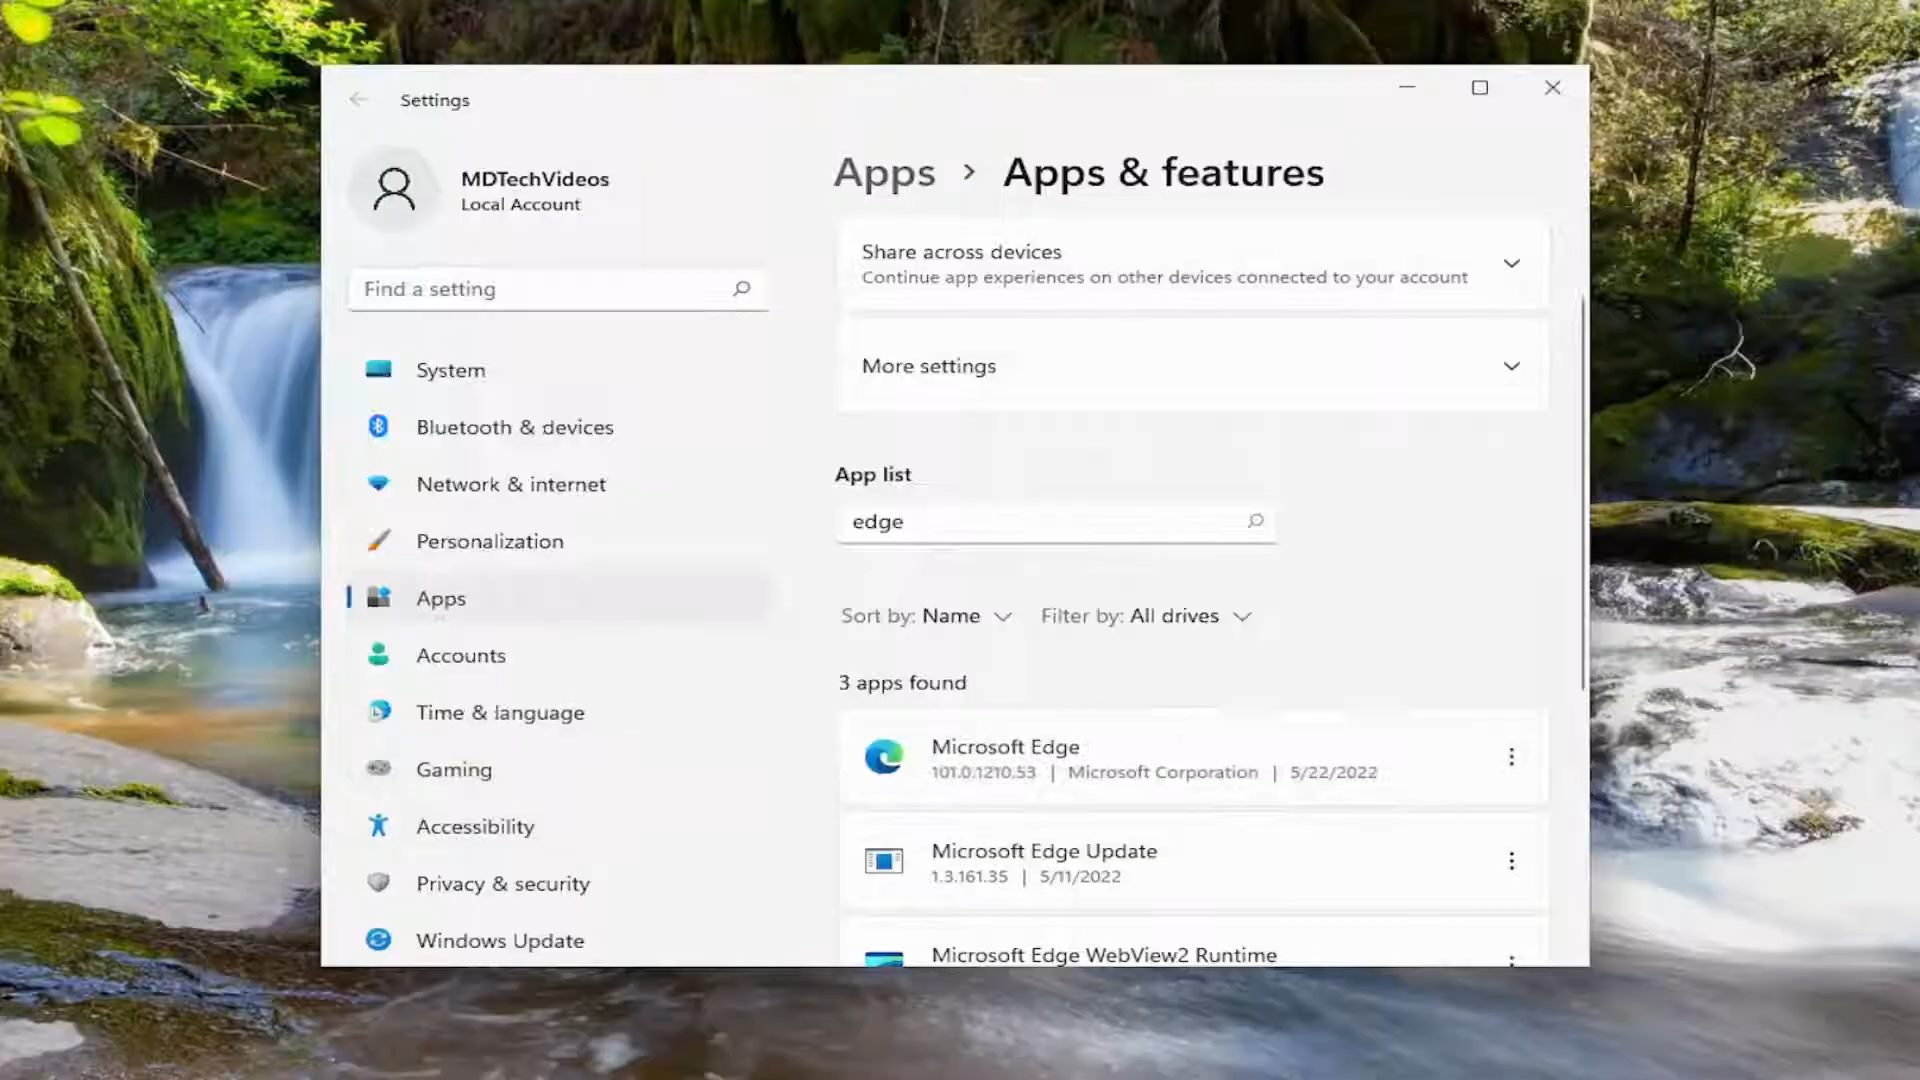 Settings
MDTechVideos
Local Account
Find a setting
System
Bluetooth & devices
Network & internet
Personalization
Apps
Accounts
Time & language
Gaming
Accessibility
Privacy & security
Windows Update
Apps > Apps & features
Share across devices
Continue app experiences on other devices connected to your account
More settings
App list
edge
Sort by: Name Filter by: All drives
3 apps found
Microsoft Edge
101.0.1210.53 | Microsoft Corporation | 5/22/2022
Microsoft Edge Update
1.3.161.35 | 5/11/2022
Microsoft Edge WebView2 Runtime